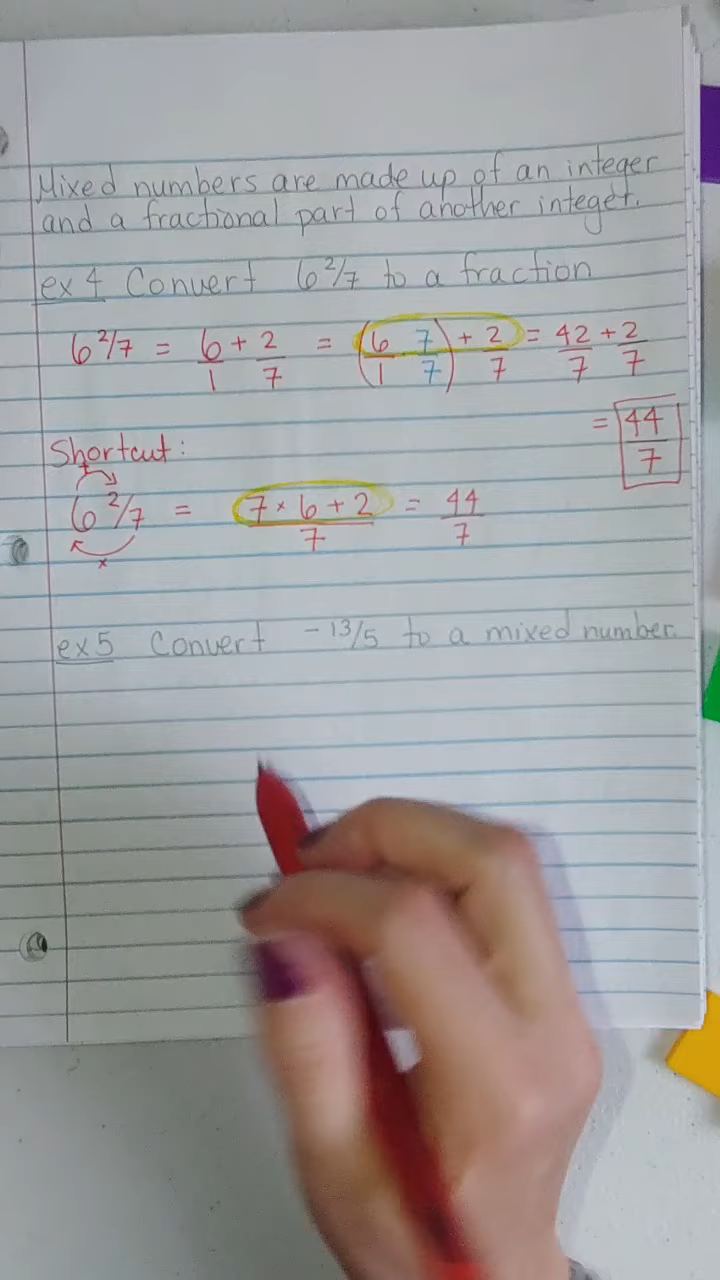 Mixed numbers are made up of an integer
and a fractional part of another integer.
ex 4 Convert 6 2/7 to a fraction
6 2/7 = 6/1 + 2/7 = (6/1 7/7) + 2/7 = 42/7 + 2/7
= 44/7
Shortcut:
+
6 2/7 = 7 × 6 + 2/7 = 44/7
×
ex 5 Convert -13/5 to a mixed number.